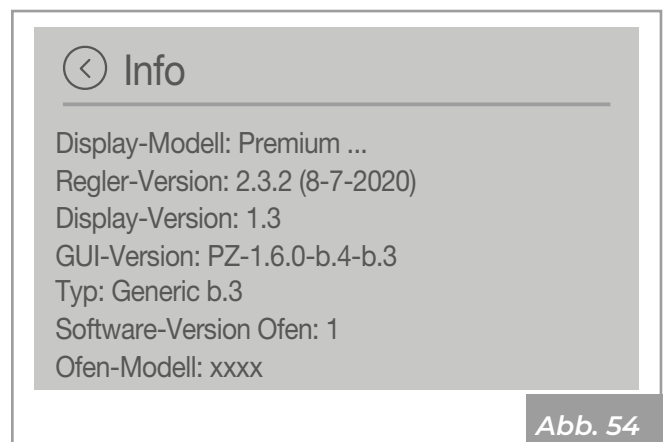 Info
Display-Modell: Premium ...
Regler-Version: 2.3.2 (8-7-2020)
Display-Version: 1.3
GUI-Version: PZ-1.6.0-b.4-b.3
Typ: Generic b.3
Software-Version Ofen: 1
Ofen-Modell: xxxx
Abb. 54